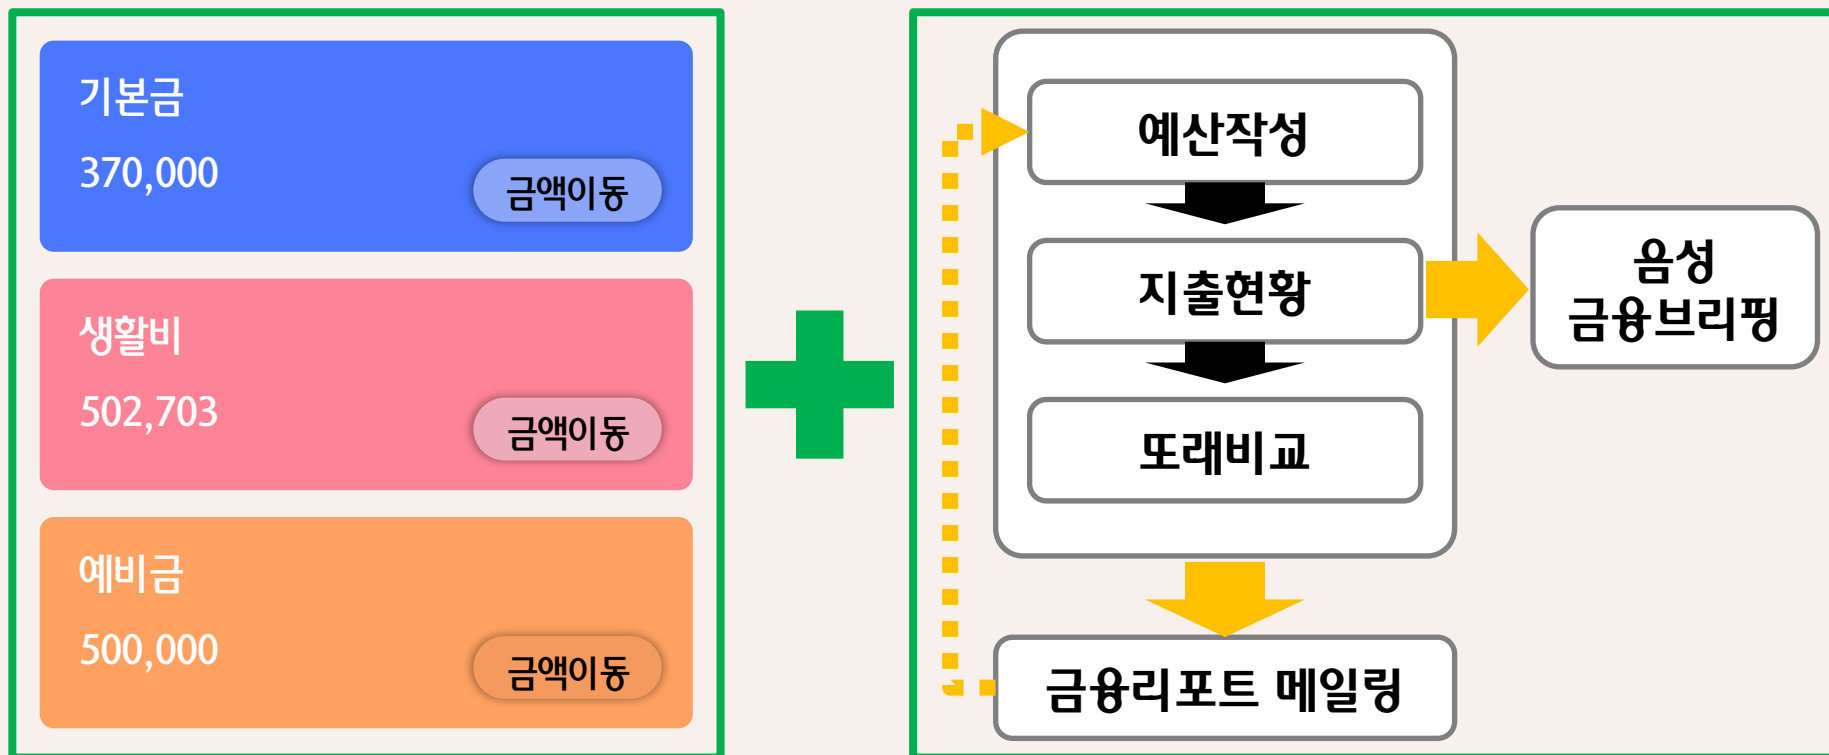 기본금
370,000
금액이동
생활비
502,703
금액이동
예비금
500,000
금액이동
예산작성
지출현황
또래비교
음성
금융브리핑
금융리포트 메일링